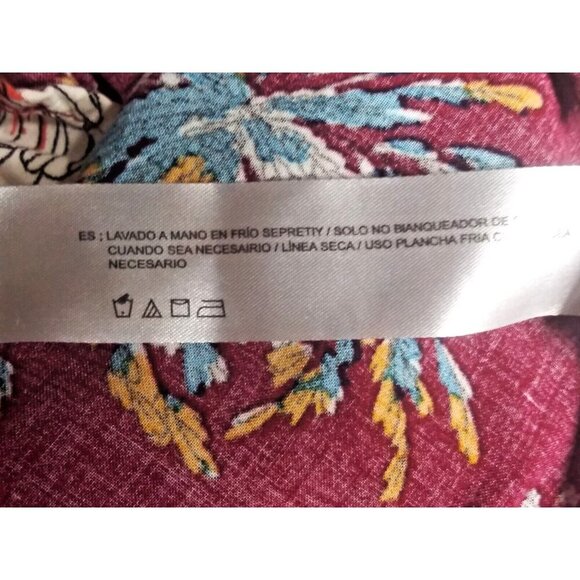 ES ; LAVADO A MANO EN FRÍO SEPRETIY / SOLO NO BIANQUEADOR DE
CUANDO SEA NECESAIRIO / LÍNEA SECA / USO PLANCHA FRIA
NECESARIO